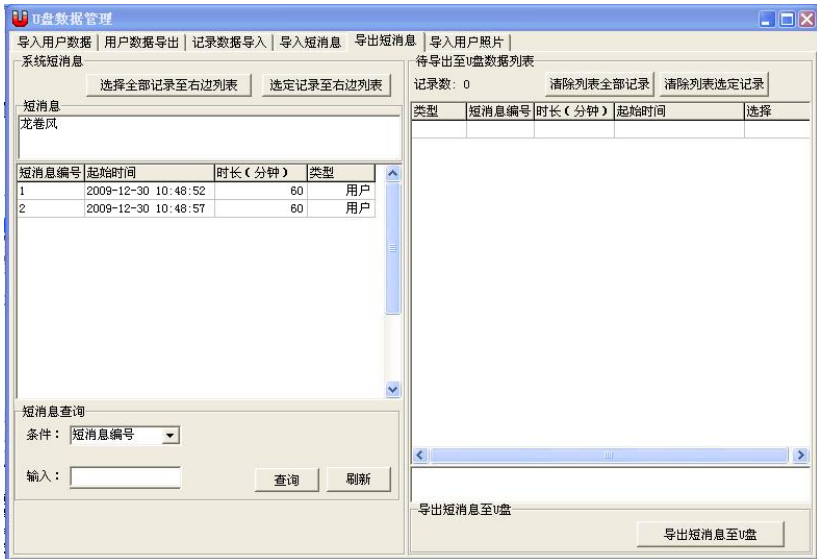 U盘数据管理
导入用户数据 用户数据导出 记录数据导入 导入短消息 导出短消息 导入用户照片
系统短消息
选择全部记录至右边列表 选定记录至右边列表
短消息
龙卷风
短消息编号 起始时间 时长(分钟) 类型
1 2009-12-30 10:48:52 60 用户
2 2009-12-30 10:48:57 60 用户
短消息查询
条件: 短消息编号
输入:
查询 刷新
待导出至U盘数据列表
记录数: 0 清除列表全部记录 清除列表选定记录
类型 短消息编号 时长(分钟) 起始时间 选择
导出短消息至U盘
导出短消息至U盘